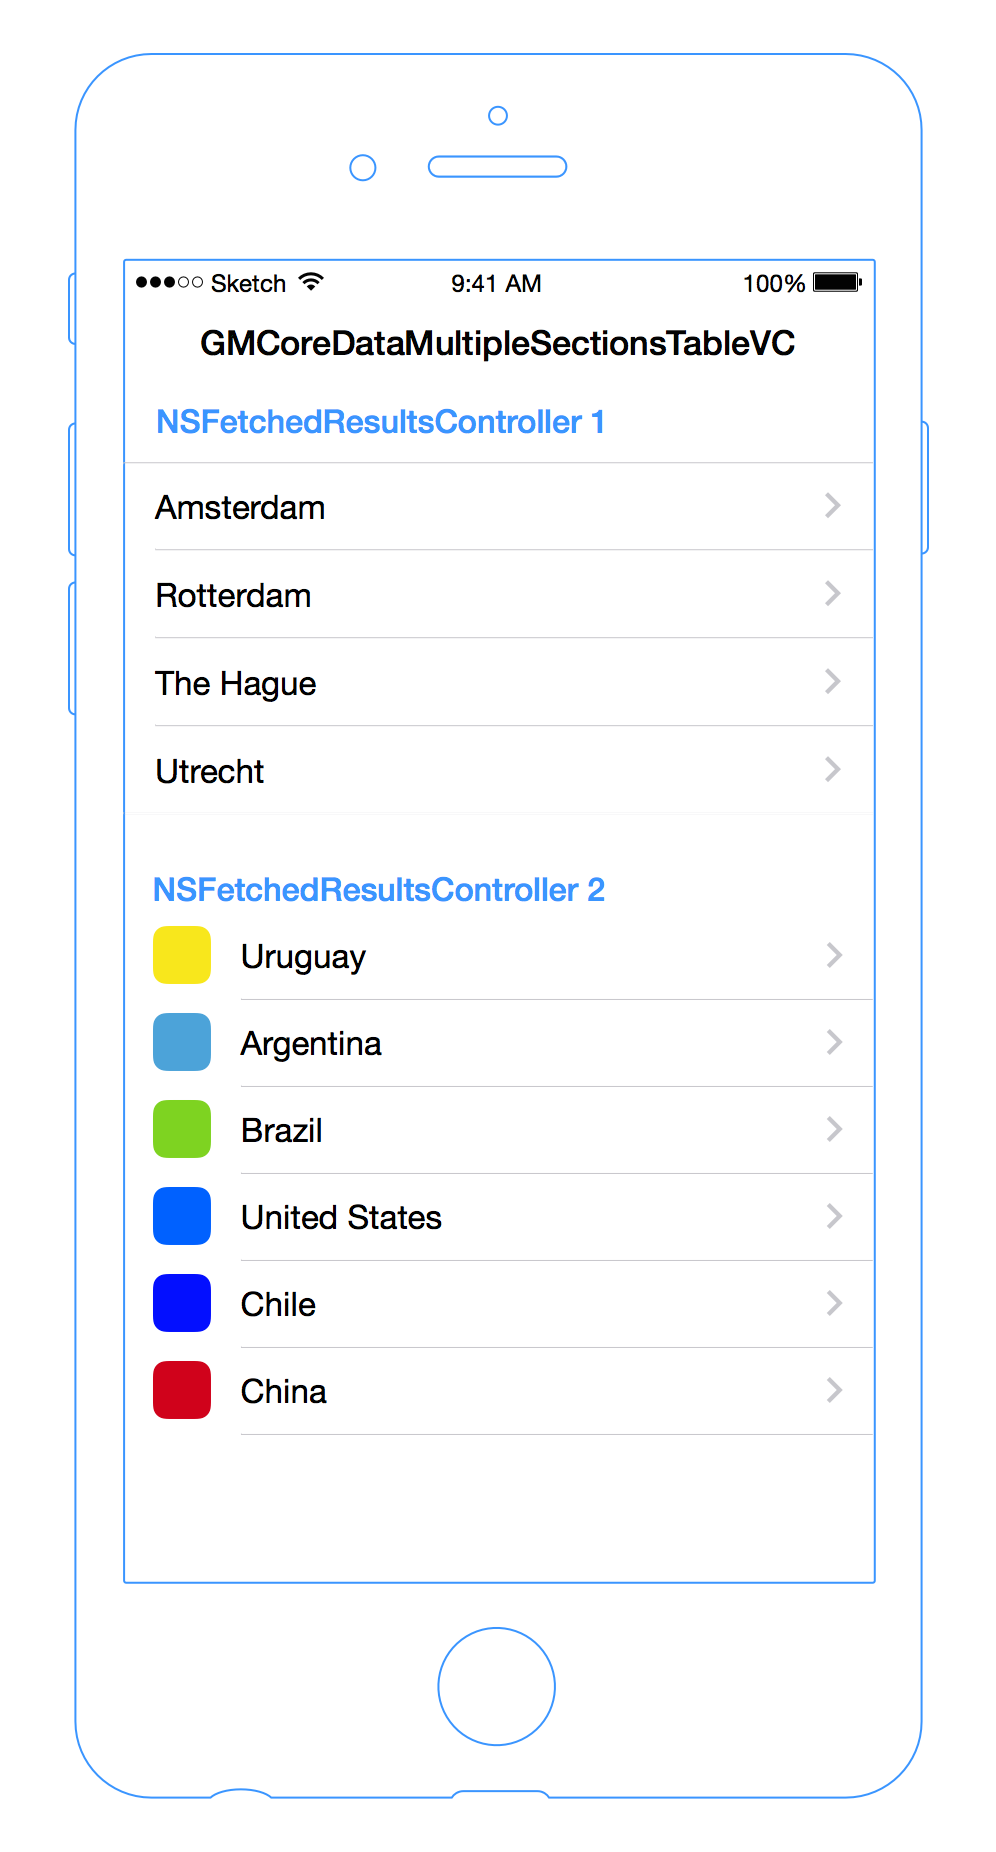 Sketch 9:41 AM 100%
GMCoreDataMultipleSectionsTableVC
NSFetchedResultsController 1
Amsterdam
Rotterdam
The Hague
Utrecht
NSFetchedResultsController 2
Uruguay
Argentina
Brazil
United States
Chile
China